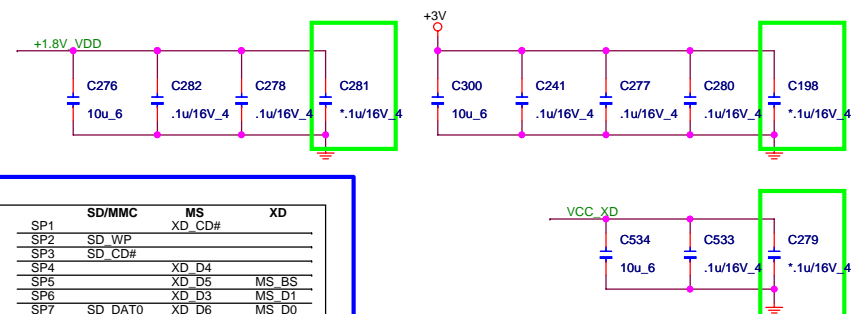 +3V
+1.8V_VDD
C276 C282 C278 C281 C300 C241 C277 C280 C198
10u_6 .1u/16V_4 .1u/16V_4 *.1u/16V_4 10u_6 .1u/16V_4 .1u/16V_4 .1u/16V_4 *.1u/16V_4
SD/MMC MS XD
SP1 XD_CD#
SP2 SD_WP
SP3 SD_CD#
SP4 XD_D4
SP5 XD_D5 MS_BS
SP6 XD_D3 MS_D1
SP7 SD_DAT0 XD_D6 MS_D0
VCC_XD
C534 C533 C279
10u_6 .1u/16V_4 *.1u/16V_4